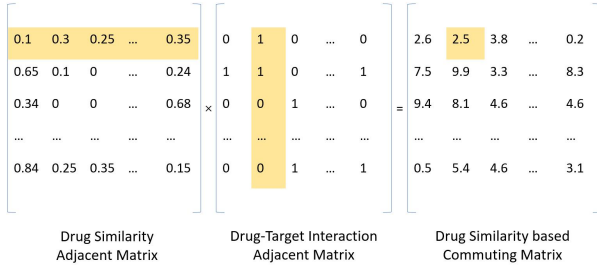 0.1 0.3 0.25 ... 0.35 0 1 0 ... 0 2.6 2.5 3.8 ... 0.2
0.65 0.1 0 ... 0.24 1 1 0 ... 1 7.5 9.9 3.3 ... 8.3
0.34 0 0 ... 0.68 0 0 1 ... 0 9.4 8.1 4.6 ... 4.6
× =
... ... ... ... ... ... ... ... ... ... ... ... ...
0.84 0.25 0.35 ... 0.15 0 0 1 ... 1 0.5 5.4 4.6 ... 3.1
Drug Similarity
Adjacent Matrix
Drug-Target Interaction
Adjacent Matrix
Drug Similarity based
Commuting Matrix